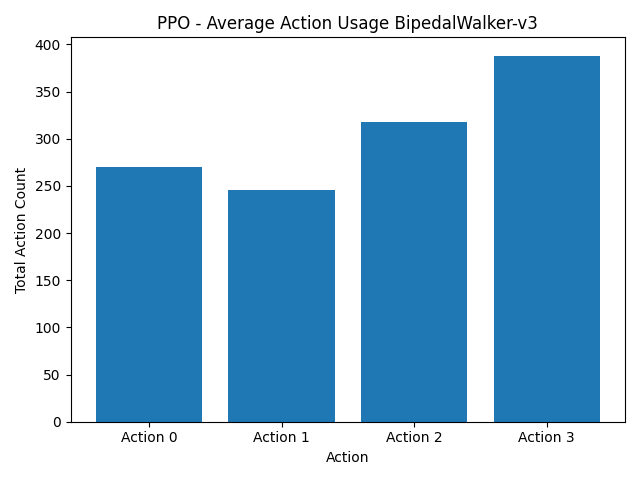 PPO - Average Action Usage BipedalWalker-v3
Total Action Count
400
350
300
250
200
150
100
50
0
Action 0 Action 1 Action 2 Action 3
Action